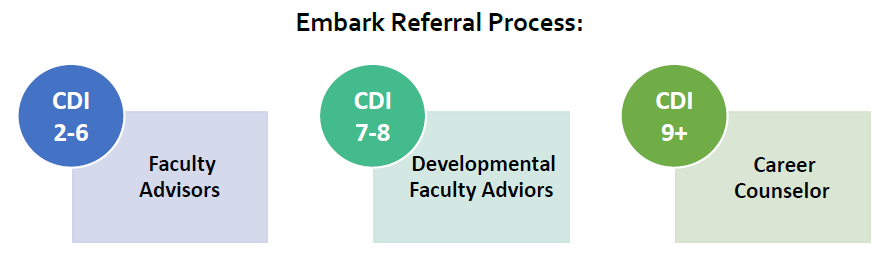 Embark Referral Process:
CDI
2-6
Faculty
Advisors
CDI
7-8
Developmental
Faculty Adviors
CDI
9+
Career
Counselor